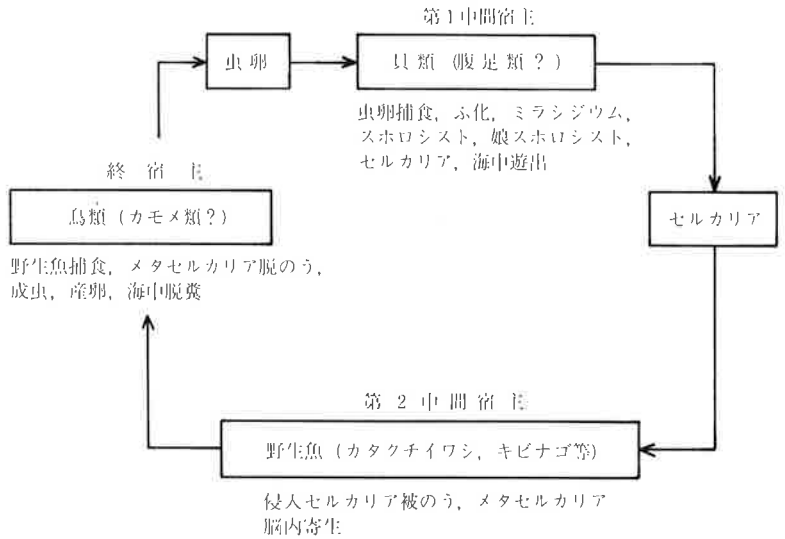 第1中間宿主
虫卵
貝類(腹足類?)
虫卵捕食,ふ化,ミラシジウム,
スホロシスト,娘スホロシスト,
セルカリア,海中遊出
終宿主
鳥類(カモメ類?)
セルカリア
野生魚捕食,メタセルカリア脱のう,
成虫,産卵,海中脱糞
第2中間宿主
野生魚(カタクチイワシ,キビナゴ等)
侵入セルカリア被のう,メタセルカリア
脳内寄生